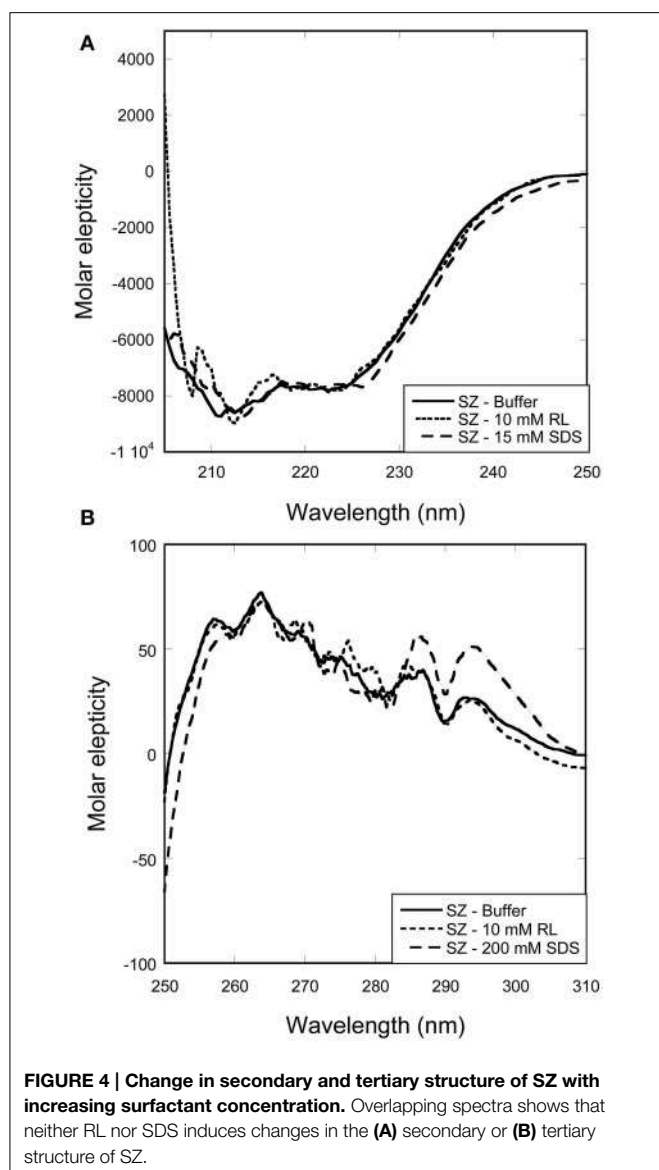 A
4000
2000
0
-2000
-4000
-6000
-8000
-1 10⁴
Molar elepticity
SZ - Buffer
SZ - 10 mM RL
SZ - 15 mM SDS
210 220 230 240 250
Wavelength (nm)
B
100
50
0
-50
-100
Molar elepticity
SZ - Buffer
SZ - 10 mM RL
SZ - 200 mM SDS
250 260 270 280 290 300 310
Wavelength (nm)
FIGURE 4 | Change in secondary and tertiary structure of SZ with
increasing surfactant concentration. Overlapping spectra shows that
neither RL nor SDS induces changes in the (A) secondary or (B) tertiary
structure of SZ.